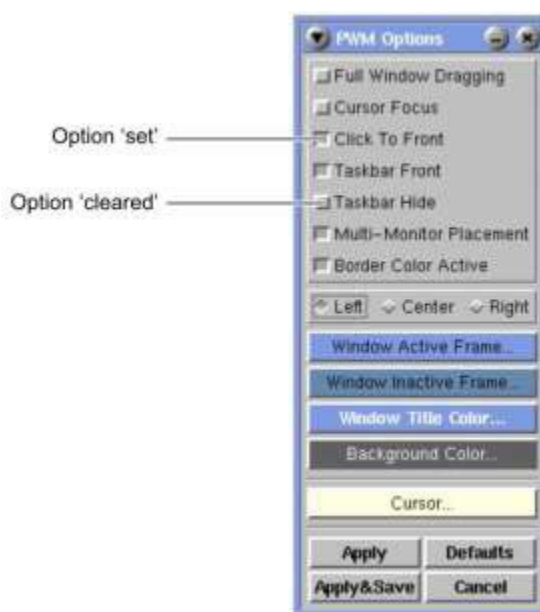 PWM Options
Full Window Dragging
Cursor Focus
Option 'set'
Click To Front
Taskbar Front
Option 'cleared'
Taskbar Hide
Multi-Monitor Placement
Border Color Active
Left Center Right
Window Active Frame...
Window Inactive Frame...
Window Title Color...
Background Color...
Cursor...
Apply Defaults
Apply&Save Cancel